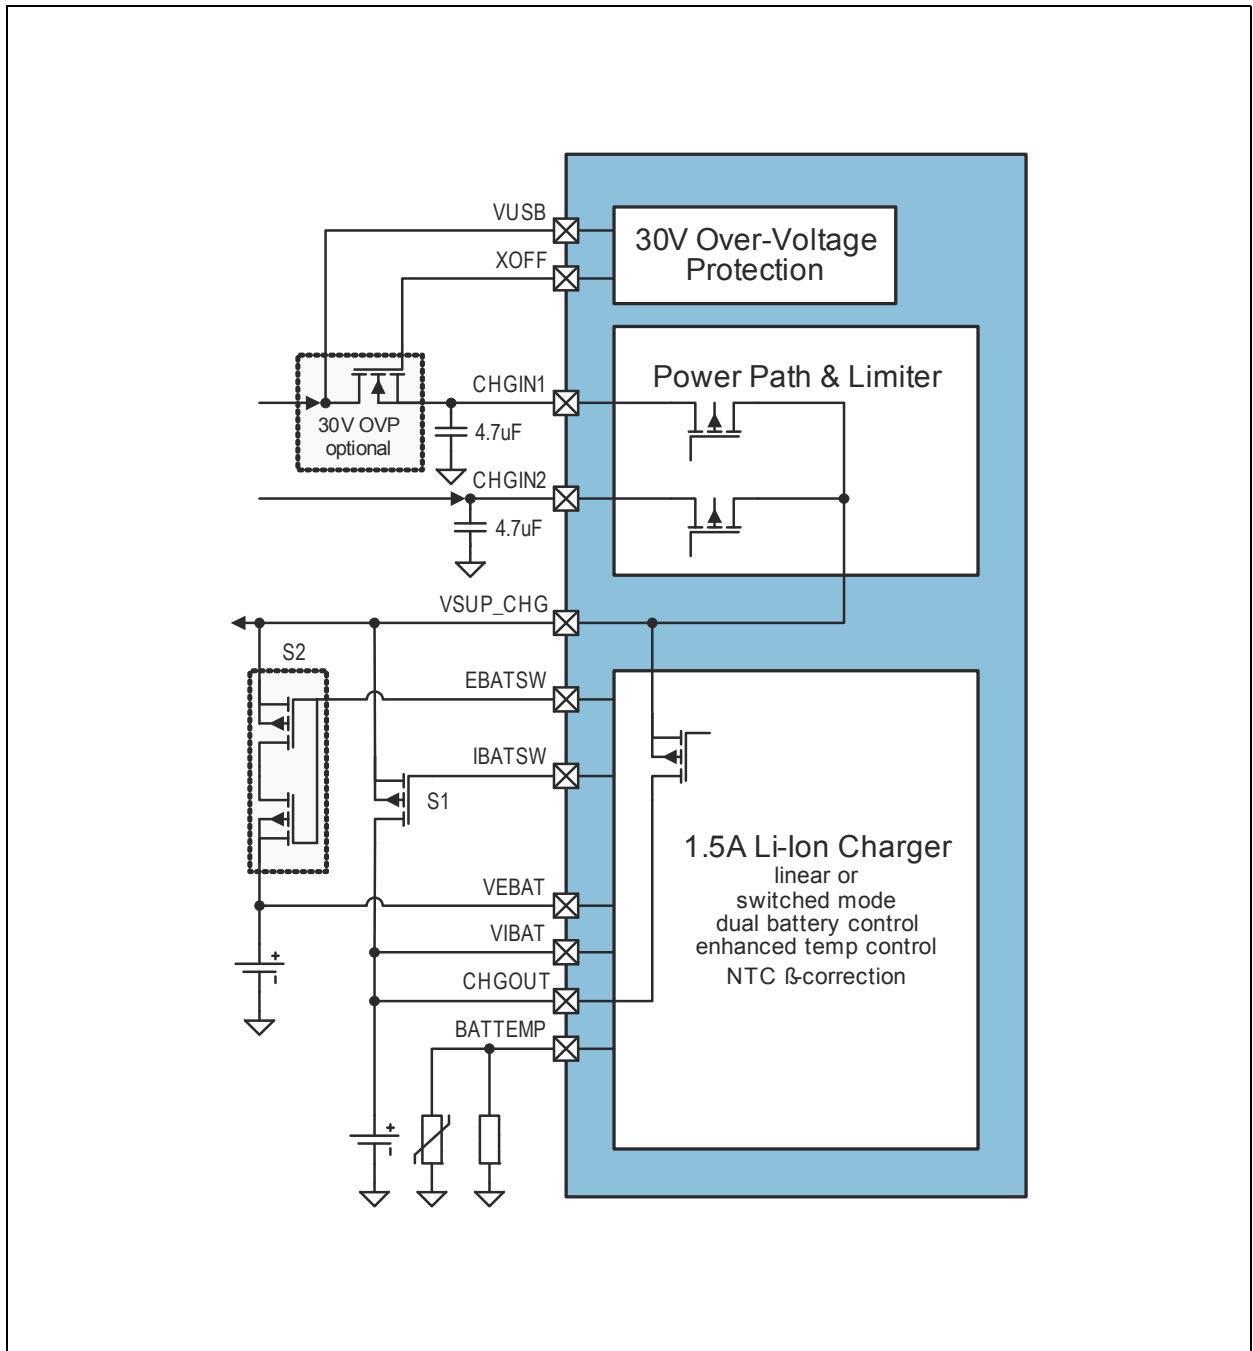 VUSB
30V Over-Voltage
Protection
XOFF
Power Path & Limiter
CHGIN1
30V OVP
optional
4.7uF
CHGIN2
4.7uF
VSUP_CHG
S2
EBATSW
IBATSW
S1
1.5A Li-Ion Charger
linear or
switched mode
dual battery control
enhanced temp control
NTC ß-correction
VEBAT
VIBAT
CHGOUT
BATTEMP
+
-
+
-